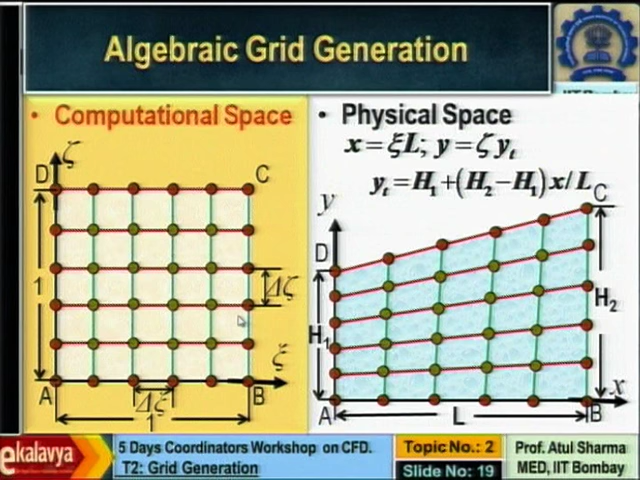 Algebraic Grid Generation
• Computational Space
• Physical Space
x = ξL; y = ζy_t
y_t = H₁+(H₂−H₁)x/L
D ζ C
1
Δζ
ξ
A Δξ B
1
y C
D
H₁ H₂
x
A L B
ekalavya
5 Days Coordinators Workshop on CFD.
T2: Grid Generation
Topic No.: 2
Slide No: 19
Prof. Atul Sharma
MED, IIT Bombay